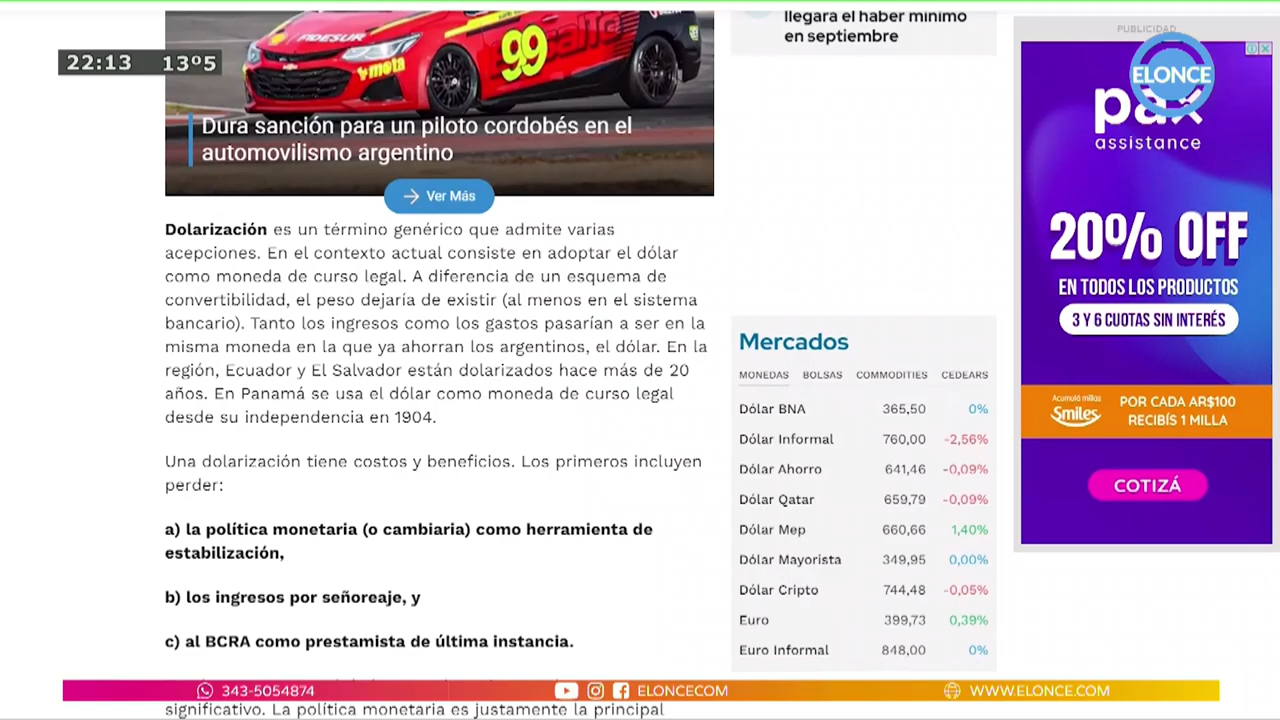 22:13 13º5
FIDESUR
mota
99
Dura sanción para un piloto cordobés en el
automovilismo argentino
Ver Más
Dolarización es un término genérico que admite varias
acepciones. En el contexto actual consiste en adoptar el dólar
como moneda de curso legal. A diferencia de un esquema de
convertibilidad, el peso dejaría de existir (al menos en el sistema
bancario). Tanto los ingresos como los gastos pasarían a ser en la
misma moneda en la que ya ahorran los argentinos, el dólar. En la
región, Ecuador y El Salvador están dolarizados hace más de 20
años. En Panamá se usa el dólar como moneda de curso legal
desde su independencia en 1904.
Una dolarización tiene costos y beneficios. Los primeros incluyen
perder:
a) la política monetaria (o cambiaria) como herramienta de
estabilización,
b) los ingresos por señoreaje, y
c) al BCRA como prestamista de última instancia.
significativo. La política monetaria es justamente la principal
llegará el haber mínimo
en septiembre
Mercados
MONEDAS BOLSAS COMMODITIES CEDEARS
Dólar BNA 365,50 0%
Dólar Informal 760,00 -2,56%
Dólar Ahorro 641,46 -0,09%
Dólar Qatar 659,79 -0,09%
Dólar Mep 660,66 1,40%
Dólar Mayorista 349,95 0,00%
Dólar Cripto 744,48 -0,05%
Euro 399,73 0,39%
Euro Informal 848,00 0%
PUBLICIDAD
ELONCE
pax
assistance
20% OFF
EN TODOS LOS PRODUCTOS
3 Y 6 CUOTAS SIN INTERÉS
Acumulá millas
Smiles
POR CADA AR$100
RECIBÍS 1 MILLA
COTIZÁ
343-5054874 ELONCECOM WWW.ELONCE.COM